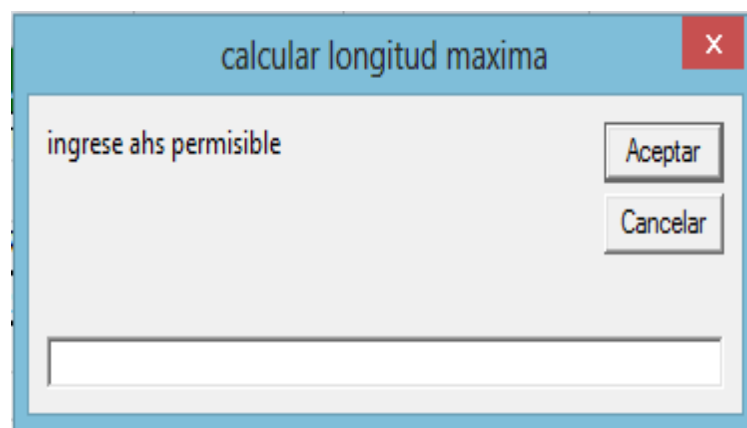 calcular longitud maxima
x
ingrese ahs permisible
Aceptar
Cancelar